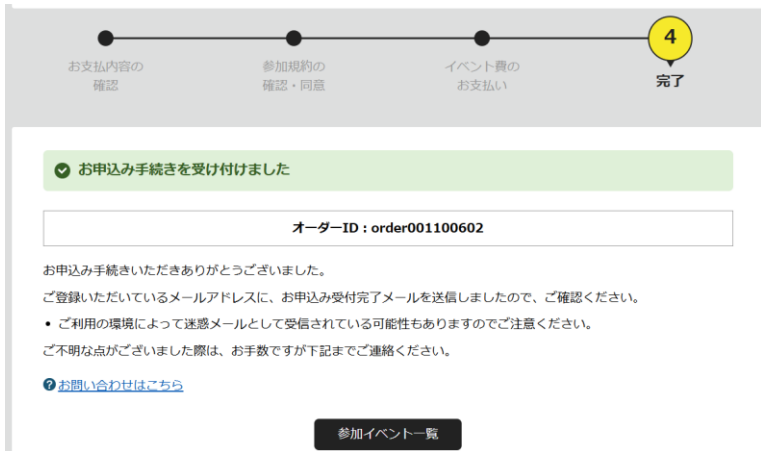 4
お支払内容の
確認
参加規約の
確認・同意
イベント費の
お支払い
完了
お申込み手続きを受け付けました
オーダーID：order001100602
お申込み手続きいただきありがとうございました。
ご登録いただいているメールアドレスに、お申込み受付完了メールを送信しましたので、ご確認ください。
• ご利用の環境によって迷惑メールとして受信されている可能性もありますのでご注意ください。
ご不明な点がございました際は、お手数ですが下記までご連絡ください。
?お問い合わせはこちら
参加イベント一覧